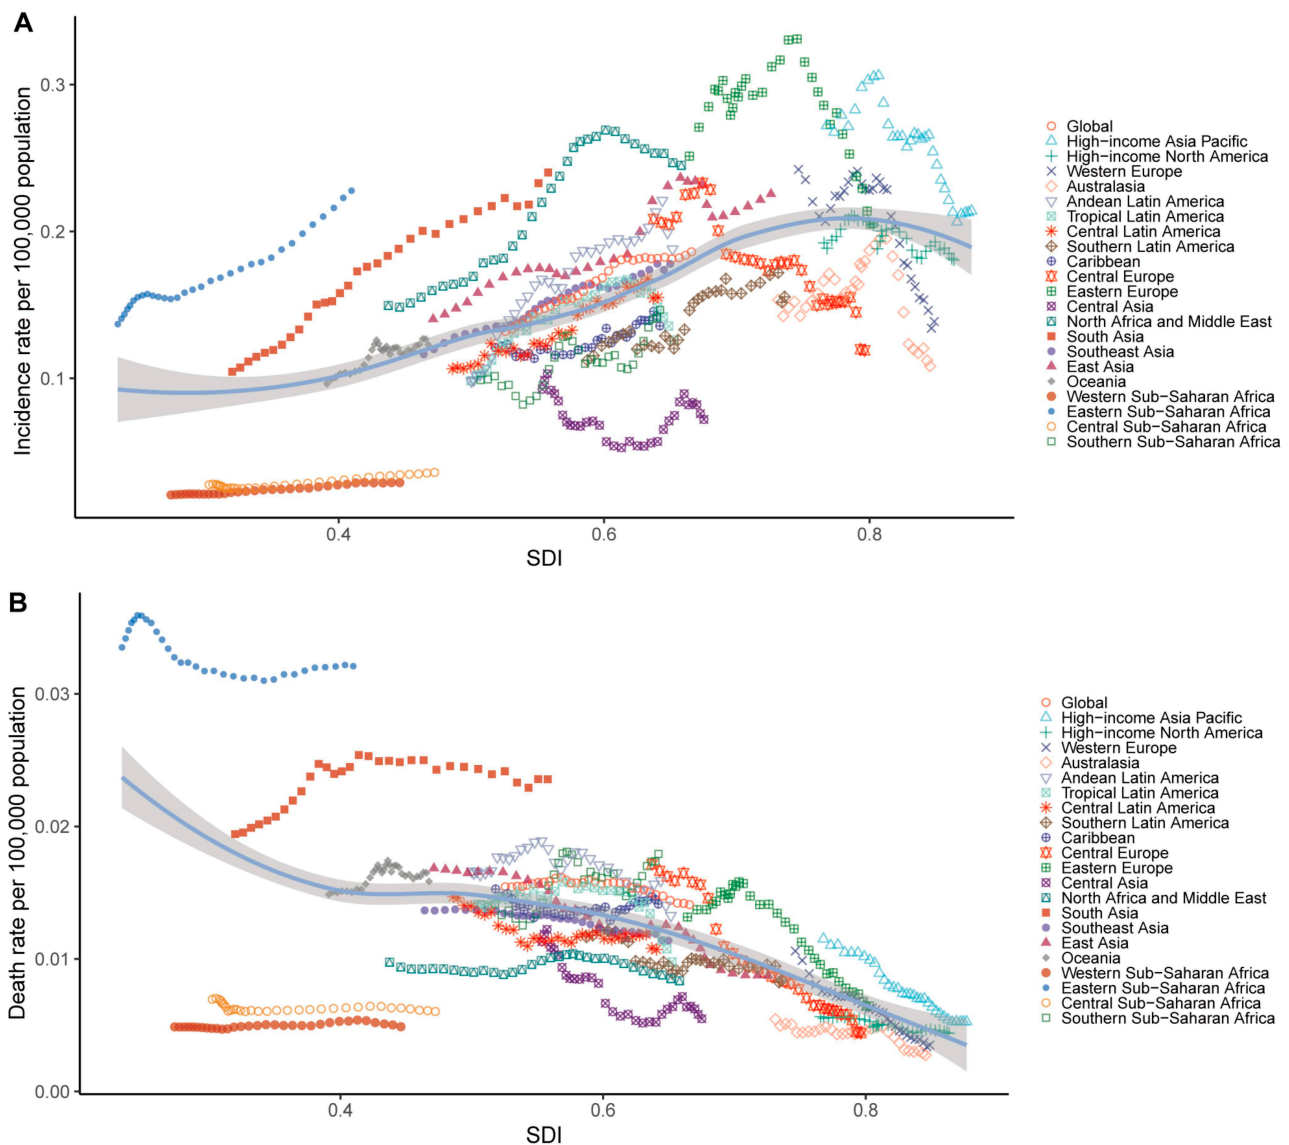 A
Incidence rate per 100,000 population
0.3
0.2
0.1
0.4
0.6
0.8
SDI
Global
High−income Asia Pacific
High−income North America
Western Europe
Australasia
Andean Latin America
Tropical Latin America
Central Latin America
Southern Latin America
Caribbean
Central Europe
Eastern Europe
Central Asia
North Africa and Middle East
South Asia
Southeast Asia
East Asia
Oceania
Western Sub−Saharan Africa
Eastern Sub−Saharan Africa
Central Sub−Saharan Africa
Southern Sub−Saharan Africa
B
Death rate per 100,000 population
0.03
0.02
0.01
0.00
0.4
0.6
0.8
SDI
Global
High−income Asia Pacific
High−income North America
Western Europe
Australasia
Andean Latin America
Tropical Latin America
Central Latin America
Southern Latin America
Caribbean
Central Europe
Eastern Europe
Central Asia
North Africa and Middle East
South Asia
Southeast Asia
East Asia
Oceania
Western Sub−Saharan Africa
Eastern Sub−Saharan Africa
Central Sub−Saharan Africa
Southern Sub−Saharan Africa